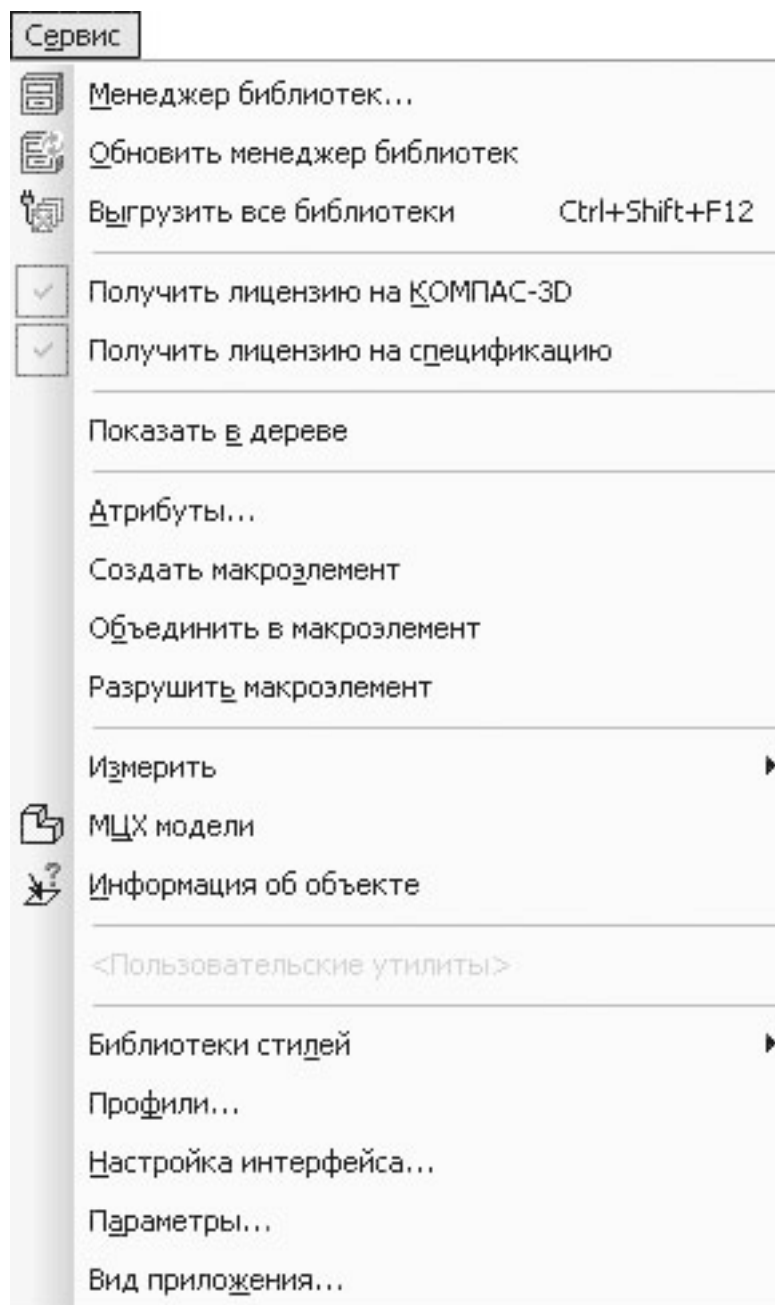 Сервис
Менеджер библиотек...
Обновить менеджер библиотек
Выгрузить все библиотеки Ctrl+Shift+F12
Получить лицензию на КОМПАС-3D
Получить лицензию на спецификацию
Показать в дереве
Атрибуты...
Создать макроэлемент
Объединить в макроэлемент
Разрушить макроэлемент
Измерить
МЦХ модели
Информация об объекте
<Пользовательские утилиты>
Библиотеки стилей
Профили...
Настройка интерфейса...
Параметры...
Вид приложения...